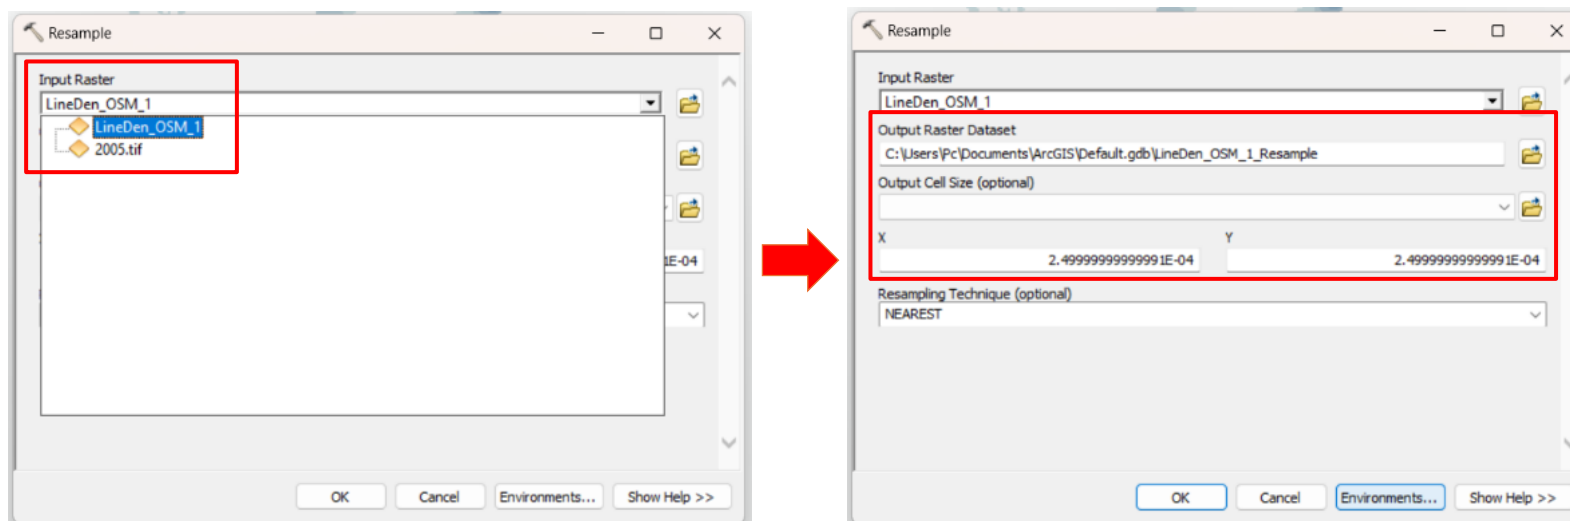 Resample
Input Raster
LineDen_OSM_1
LineDen_OSM_1
2005.tif
1E-04
OK Cancel Environments... Show Help >>
Resample
Input Raster
LineDen_OSM_1
Output Raster Dataset
C:\Users\Pc\Documents\ArcGIS\Default.gdb\LineDen_OSM_1_Resample
Output Cell Size (optional)
X Y
2.49999999999991E-04 2.49999999999991E-04
Resampling Technique (optional)
NEAREST
OK Cancel Environments... Show Help >>